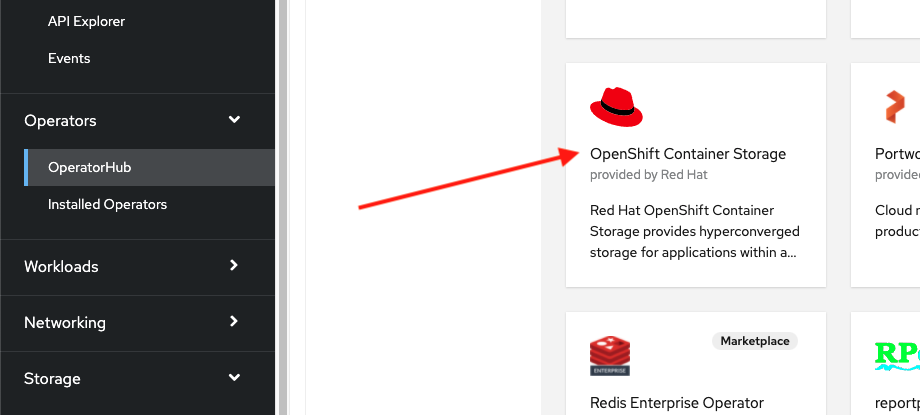 API Explorer
Events
Operators
OperatorHub
Installed Operators
Workloads
Networking
Storage
OpenShift Container Storage
provided by Red Hat
Red Hat OpenShift Container
Storage provides hyperconverged
storage for applications within a...
Portwo
provided
Cloud n
produc
Marketplace
ENTERPRISE
Redis Enterprise Operator
RP
reportp